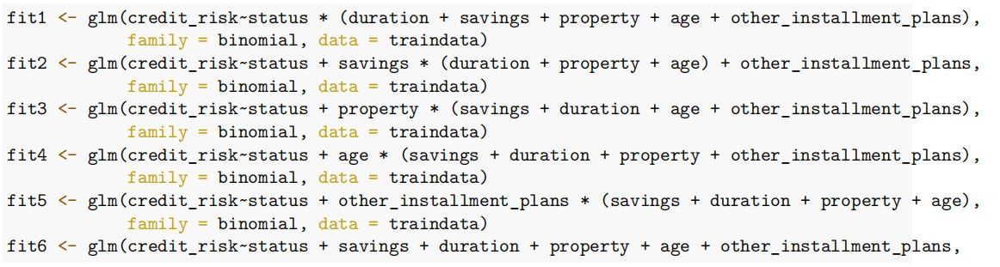 fit1 <- glm(credit_risk~status * (duration + savings + property + age + other_installment_plans),
family = binomial, data = traindata)
fit2 <- glm(credit_risk~status + savings * (duration + property + age) + other_installment_plans,
family = binomial, data = traindata)
fit3 <- glm(credit_risk~status + property * (savings + duration + age + other_installment_plans),
family = binomial, data = traindata)
fit4 <- glm(credit_risk~status + age * (savings + duration + property + other_installment_plans),
family = binomial, data = traindata)
fit5 <- glm(credit_risk~status + other_installment_plans * (savings + duration + property + age),
family = binomial, data = traindata)
fit6 <- glm(credit_risk~status + savings + duration + property + age + other_installment_plans,